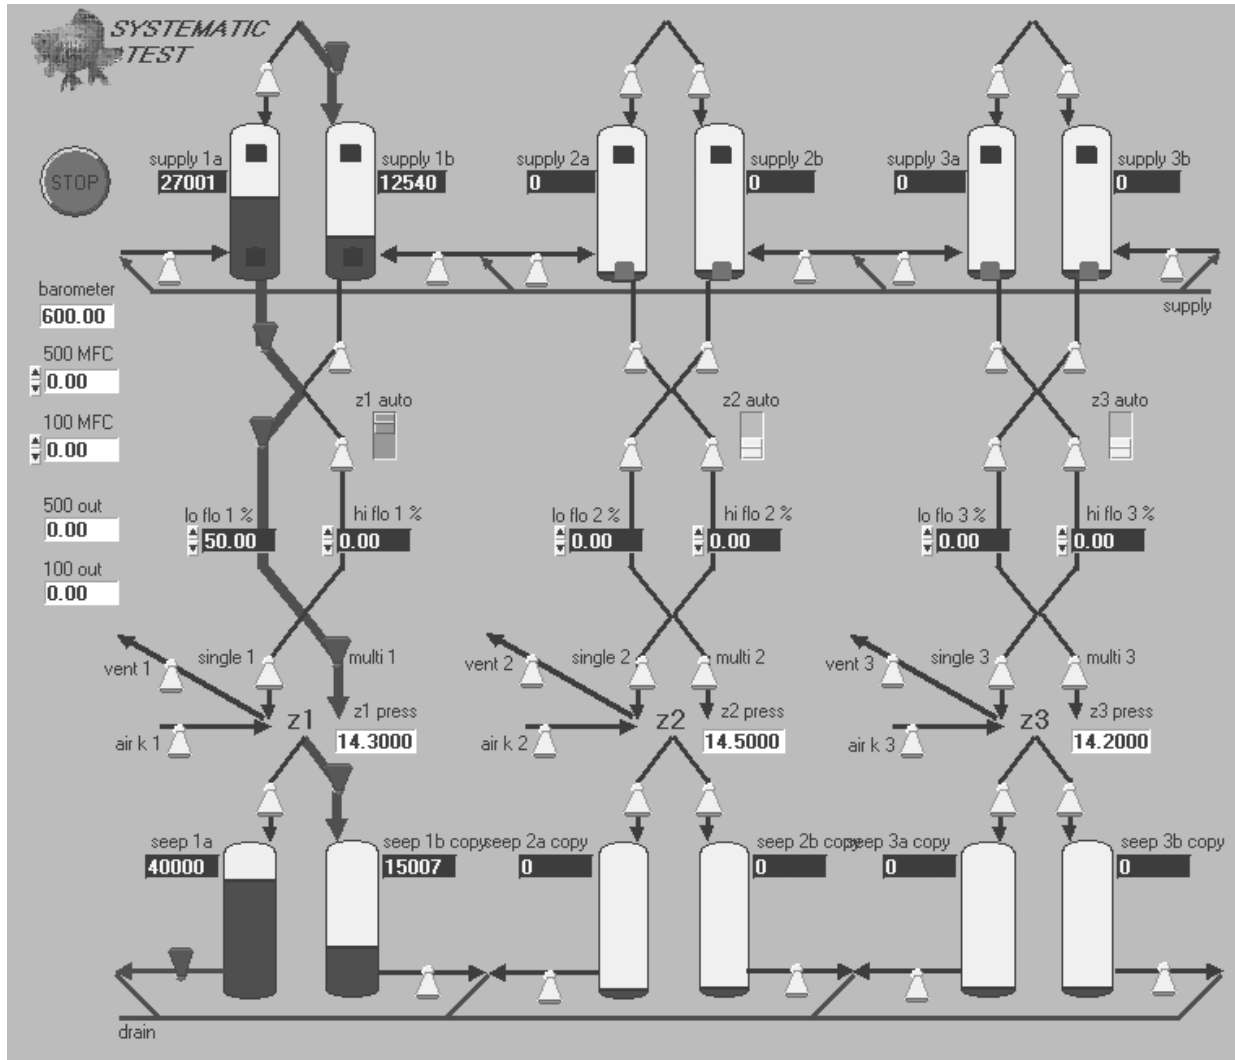 SYSTEMATIC
TEST
STOP
supply 1a
27001
supply 1b
12540
supply 2a
0
supply 2b
0
supply 3a
0
supply 3b
0
supply
barometer
600.00
500 MFC
0.00
100 MFC
0.00
500 out
0.00
100 out
0.00
z1 auto
z2 auto
z3 auto
lo flo 1 %
50.00
hi flo 1 %
0.00
lo flo 2 %
0.00
hi flo 2 %
0.00
lo flo 3 %
0.00
hi flo 3 %
0.00
vent 1
single 1
multi 1
vent 2
single 2
multi 2
vent 3
single 3
multi 3
air k 1
z1
z1 press
14.3000
air k 2
z2
z2 press
14.5000
air k 3
z3
z3 press
14.2000
seep 1a
40000
seep 1b copy
15007
seep 2a copy
0
seep 2b copy
0
seep 3a copy
0
seep 3b copy
0
drain